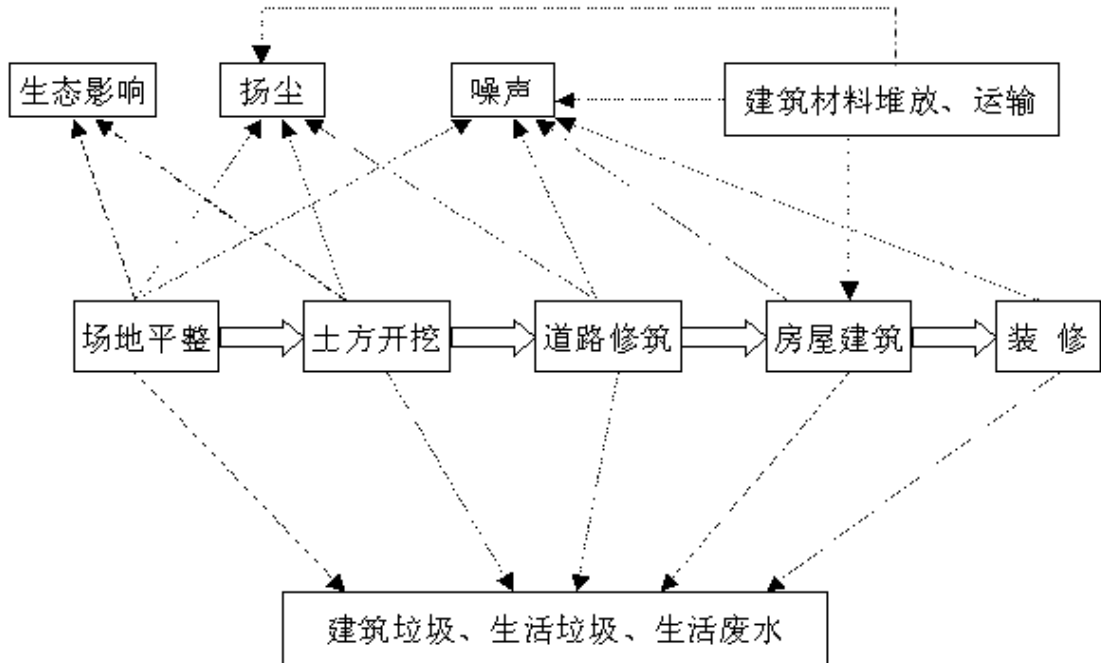 生态影响
扬尘
噪声
建筑材料堆放、运输
场地平整
土方开挖
道路修筑
房屋建筑
装 修
建筑垃圾、生活垃圾、生活废水